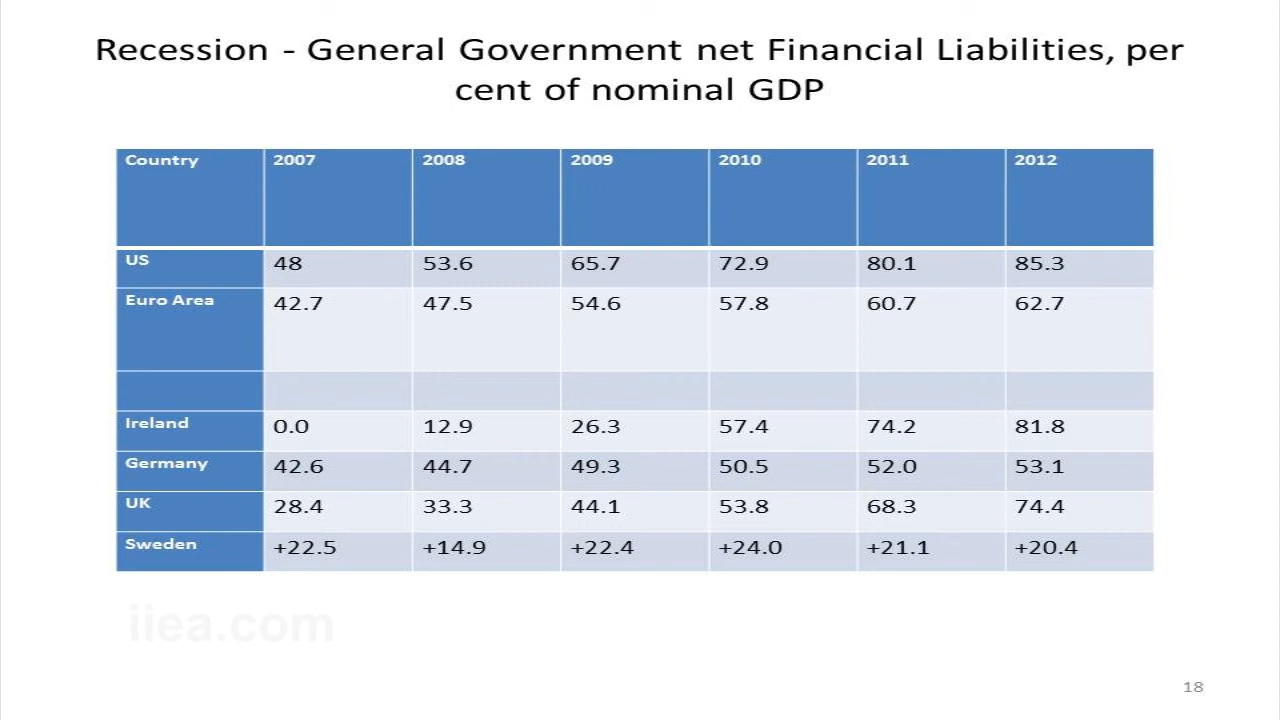 Recession - General Government net Financial Liabilities, per
cent of nominal GDP
Country 2007 2008 2009 2010 2011 2012
US 48 53.6 65.7 72.9 80.1 85.3
Euro Area 42.7 47.5 54.6 57.8 60.7 62.7
Ireland 0.0 12.9 26.3 57.4 74.2 81.8
Germany 42.6 44.7 49.3 50.5 52.0 53.1
UK 28.4 33.3 44.1 53.8 68.3 74.4
Sweden +22.5 +14.9 +22.4 +24.0 +21.1 +20.4
iiea.com
18